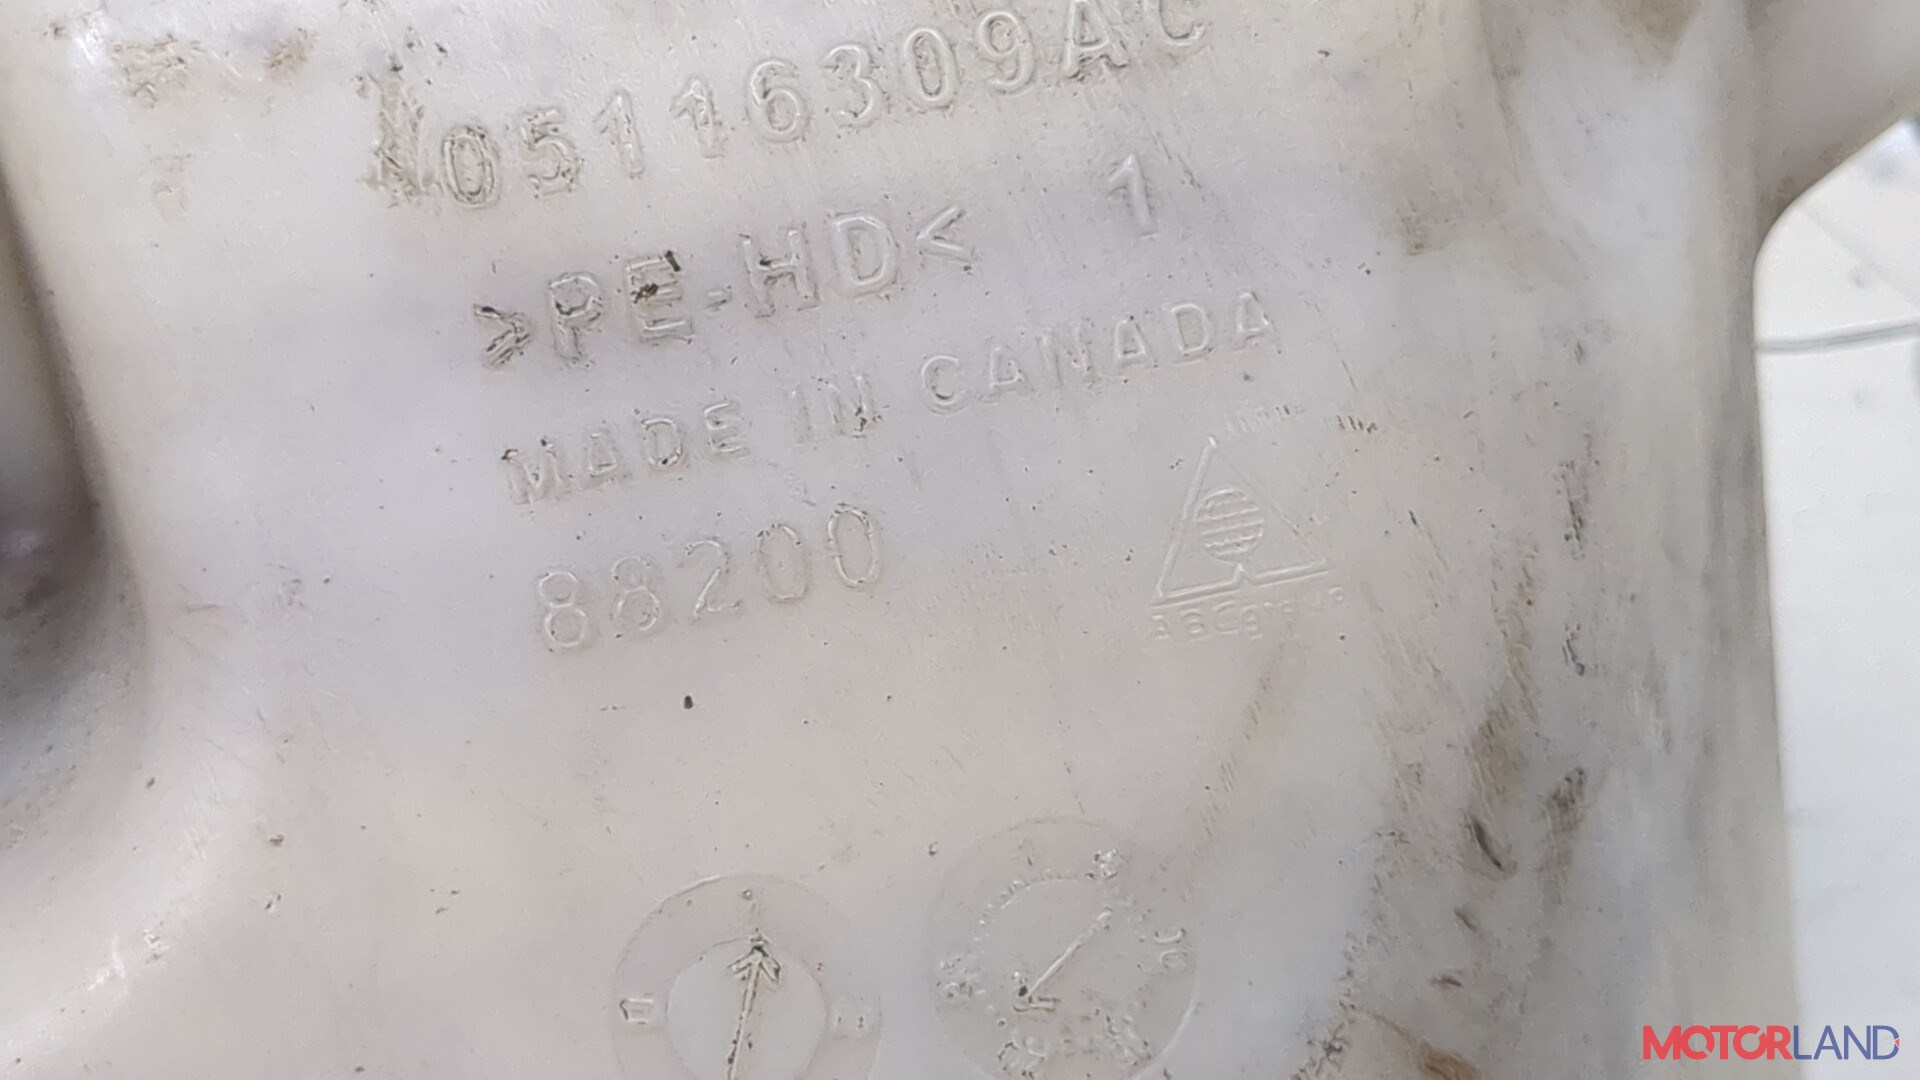 05116309AC
>PE-HD< 1
MADE IN CANADA
88200
MOTORLAND